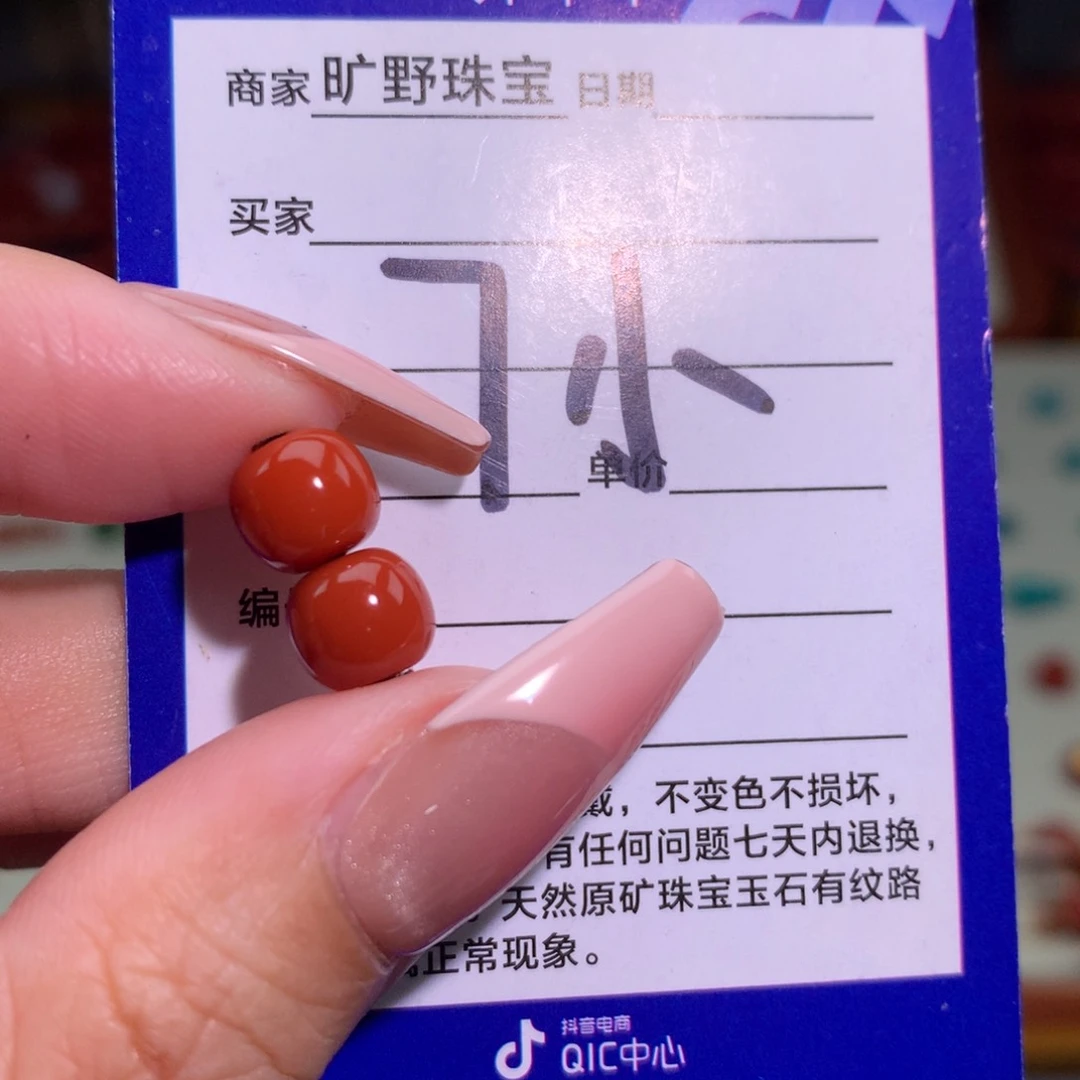 商家 旷野珠宝 日期
买家
7小
单价
编
戴，不变色不损坏，
有任何问题七天内退换，
天然原矿珠宝玉石有纹路
正常现象。
抖音电商
QIC中心